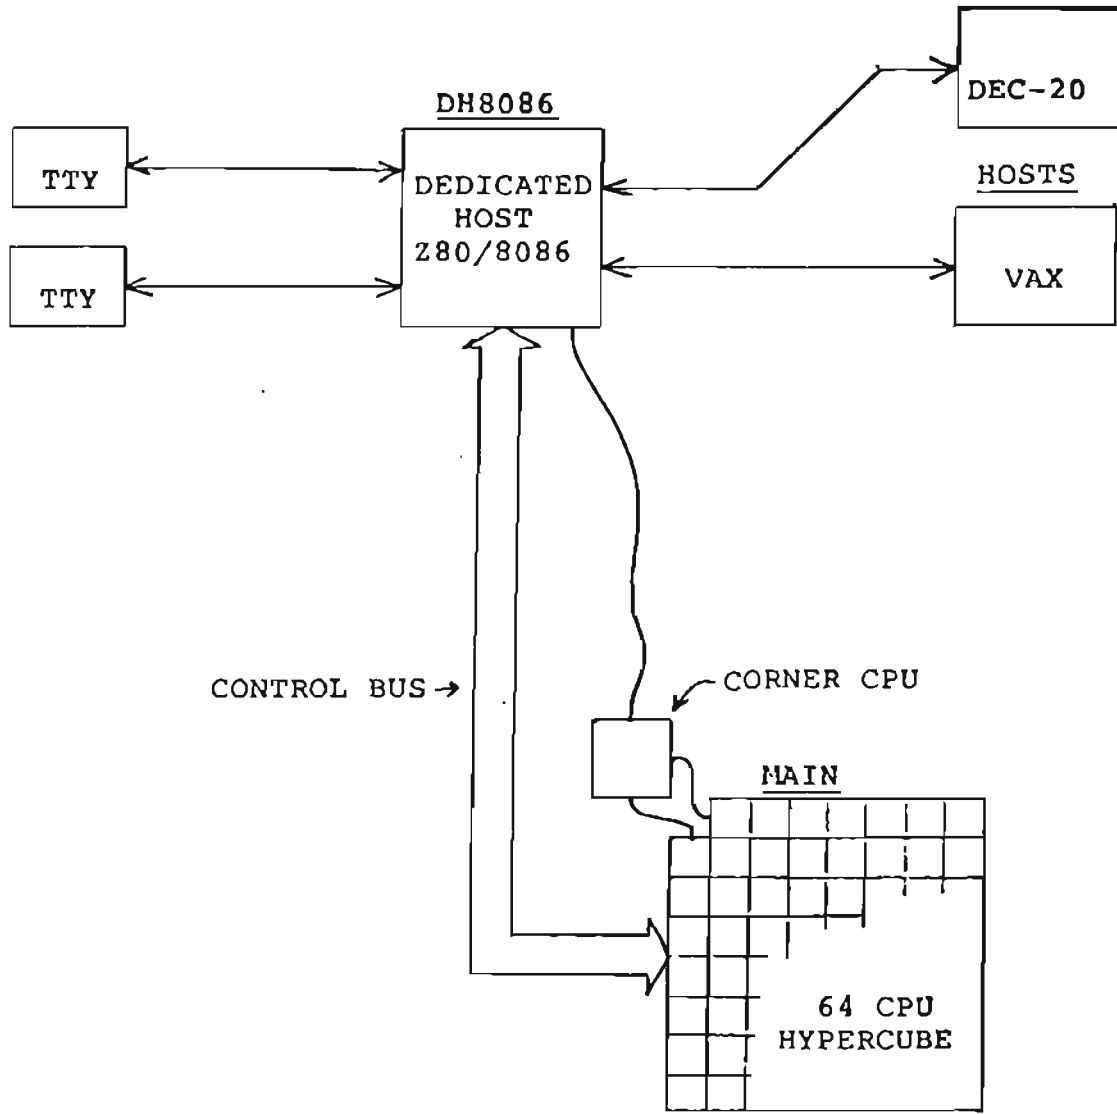 DH8086
DEC-20
TTY
DEDICATED
HOST
Z80/8086
HOSTS
TTY
VAX
CONTROL BUS
CORNER CPU
MAIN
64 CPU
HYPERCUBE